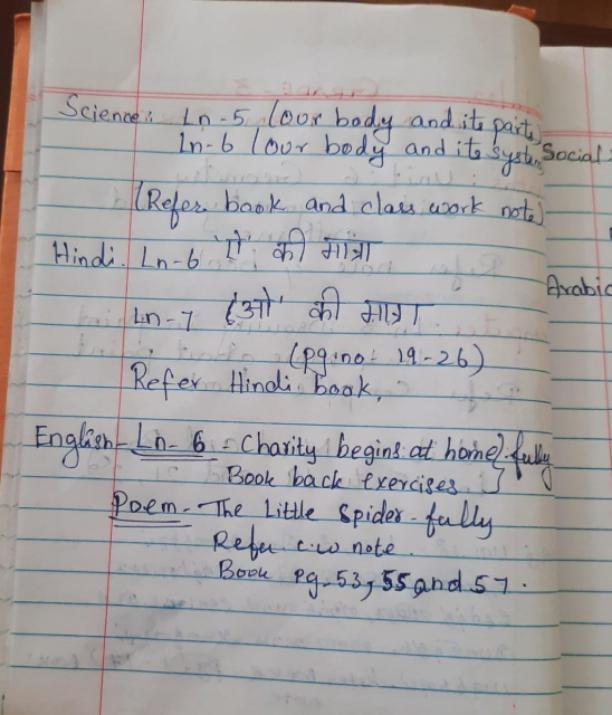 Science: Ln-5 (Our body and its parts)
Ln-6 (Our body and its system
(Refer book and class work note)
Hindi. Ln-6 'ऐ' की मात्रा
Ln-7 'ओ' की मात्रा
(pg.no: 19-26)
Refer Hindi book.
English - Ln-6 - Charity begins at home} - fully
Book back exercises
Poem - The Little Spider - fully
Refer c.w note.
Book pg. 53, 55 and 57.
Social:
Arabic